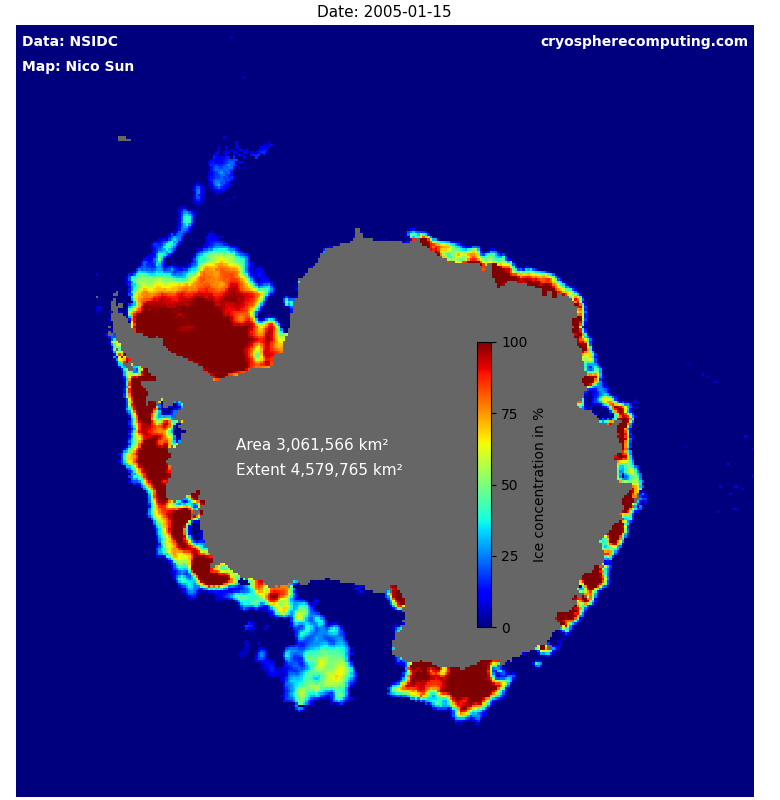 Date: 2005-01-15
Data: NSIDC
cryospherecomputing.com
Map: Nico Sun
100
75
50
25
0
Ice concentration in %
Area 3,061,566 km²
Extent 4,579,765 km²